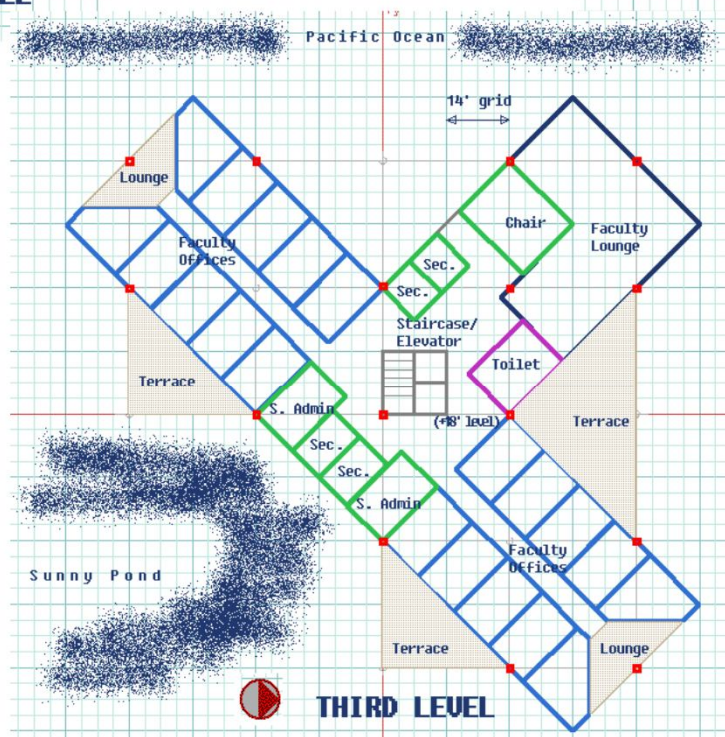 Pacific Ocean
14' grid
Lounge
Chair
Faculty
Lounge
Faculty
Offices
Sec.
Sec.
Staircase/
Elevator
Toilet
Terrace
S. Admin
(+18' level)
Terrace
Sec.
Sec.
S. Admin
Faculty
Offices
Sunny Pond
Terrace
Lounge
THIRD LEVEL